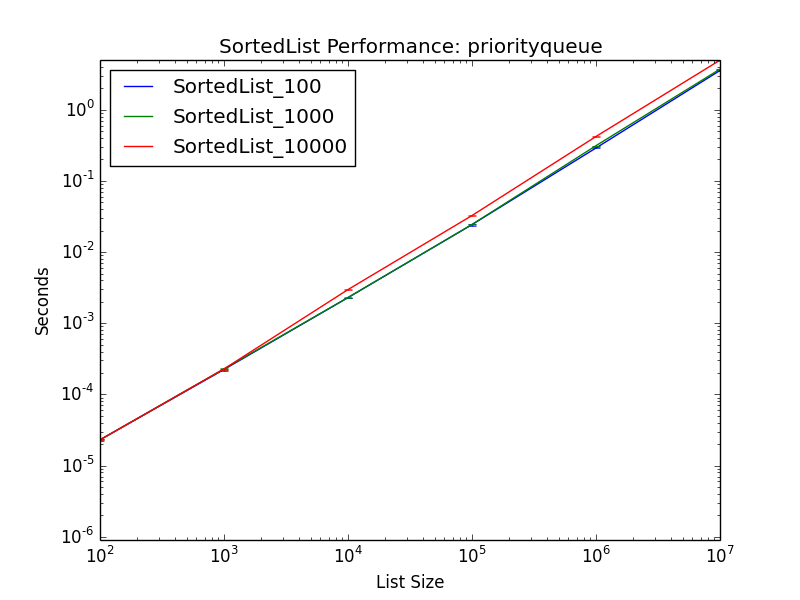 SortedList Performance: priorityqueue
SortedList_100
SortedList_1000
SortedList_10000
10^0
10^-1
10^-2
10^-3
10^-4
10^-5
10^-6
Seconds
10^2 10^3 10^4 10^5 10^6 10^7
List Size